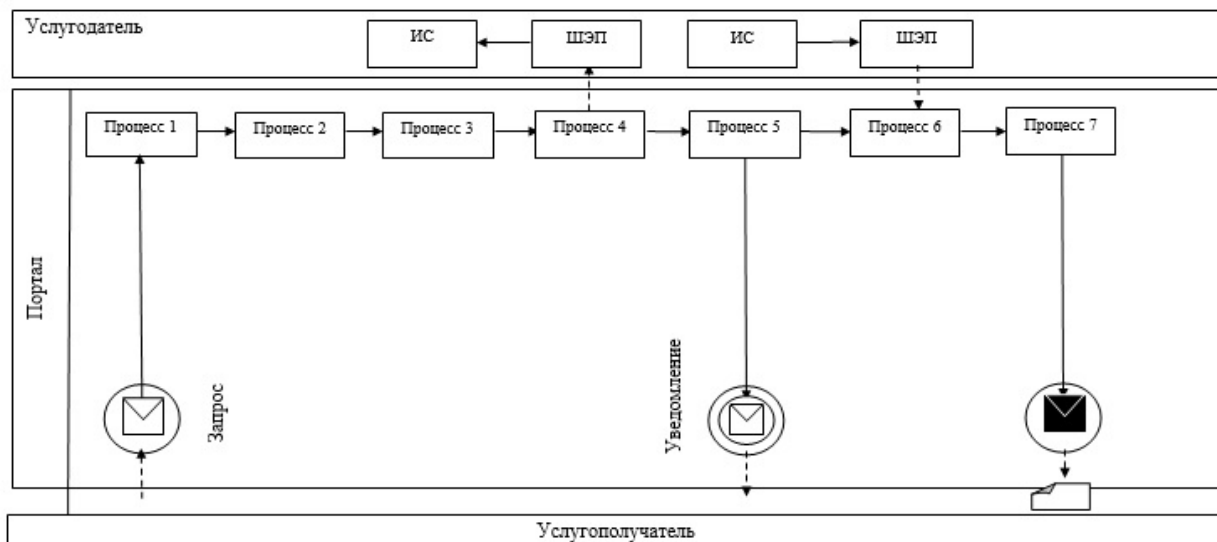 Услугодатель
ИС
ШЭП
ИС
ШЭП
Процесс 1
Процесс 2
Процесс 3
Процесс 4
Процесс 5
Процесс 6
Процесс 7
Портал
Запрос
Уведомление
Услугополучатель